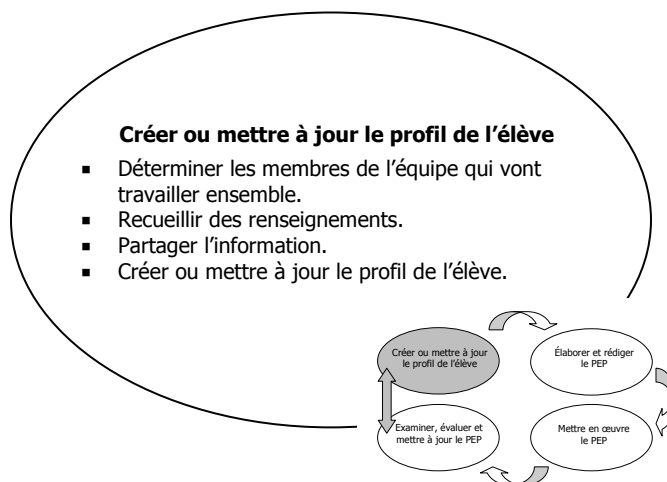 Créer ou mettre à jour le profil de l’élève
▪ Déterminer les membres de l’équipe qui vont
travailler ensemble.
▪ Recueillir des renseignements.
▪ Partager l’information.
▪ Créer ou mettre à jour le profil de l’élève.
Créer ou mettre à jour
le profil de l’élève
Élaborer et rédiger
le PEP
Examiner, évaluer et
mettre à jour le PEP
Mettre en œuvre
le PEP